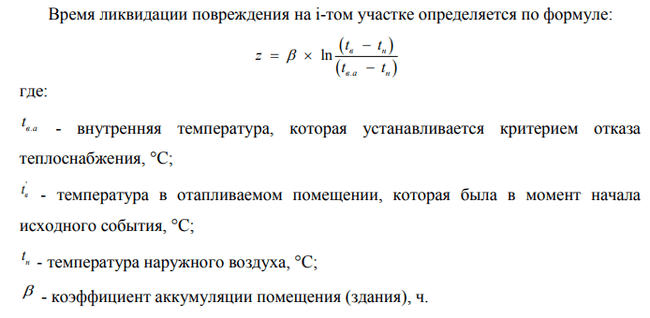 Время ликвидации повреждения на i-том участке определяется по формуле:
z = β × ln (tв − tн) / (tв.а − tн)
где:
tв.а - внутренняя температура, которая устанавливается критерием отказа
теплоснабжения, °С;
tв' - температура в отапливаемом помещении, которая была в момент начала
исходного события, °С;
tн - температура наружного воздуха, °С;
β - коэффициент аккумуляции помещения (здания), ч.